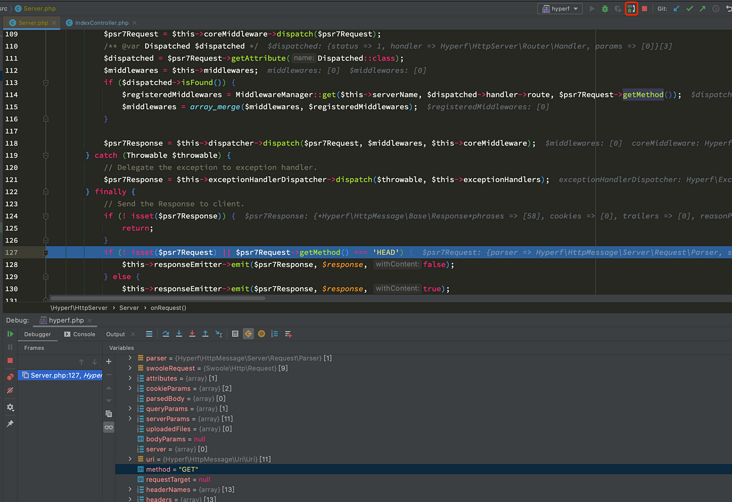 src
Server.php
hyperf
Git:
Server.php
IndexController.php
109 $psr7Request = $this->coreMiddleware->dispatch($psr7Request);
110 /** @var Dispatched $dispatched */ $dispatched: {status => 1, handler => Hyperf\HttpServer\Router\Handler, params => [0]}[3]
111 $dispatched = $psr7Request->getAttribute( name: Dispatched::class);
112 $middlewares = $this->middlewares; middlewares: [0] $middlewares: [0]
113 if ($dispatched->isFound()) {
114 $registeredMiddlewares = MiddlewareManager::get($this->serverName, $dispatched->handler->route, $psr7Request->getMethod()); $dispatch
115 $middlewares = array_merge($middlewares, $registeredMiddlewares); $registeredMiddlewares: [0]
116 }
117
118 $psr7Response = $this->dispatcher->dispatch($psr7Request, $middlewares, $this->coreMiddleware); $middlewares: [0] coreMiddleware: Hyperf
119 } catch (Throwable $throwable) {
120 // Delegate the exception to exception handler.
121 $psr7Response = $this->exceptionHandlerDispatcher->dispatch($throwable, $this->exceptionHandlers); exceptionHandlerDispatcher: Hyperf\Exc
122 } finally {
123 // Send the Response to client.
124 if (! isset($psr7Response)) { $psr7Response: {*Hyperf\HttpMessage\Base\Response*phrases => [58], cookies => [0], trailers => [0], reasonP
125 return;
126 }
127 if (! isset($psr7Request) || $psr7Request->getMethod() === 'HEAD') $psr7Request: {parser => Hyperf\HttpMessage\Server\Request\Parser, s
128 $this->responseEmitter->emit($psr7Response, $response, withContent: false);
129 } else {
130 $this->responseEmitter->emit($psr7Response, $response, withContent: true);
131
\Hyperf\HttpServer › Server › onRequest()
Debug: hyperf.php
Debugger Console Output
Frames Variables
Server.php:127, Hyperf
parser = {Hyperf\HttpMessage\Server\Request\Parser} [1]
swooleRequest = {Swoole\Http\Request} [9]
attributes = {array} [1]
cookieParams = {array} [2]
parsedBody = {array} [0]
queryParams = {array} [1]
serverParams = {array} [11]
uploadedFiles = {array} [0]
bodyParams = null
server = {array} [0]
uri = {Hyperf\HttpMessage\Uri\Uri} [11]
method = "GET"
requestTarget = null
headerNames = {array} [13]
headers = {array} [13]